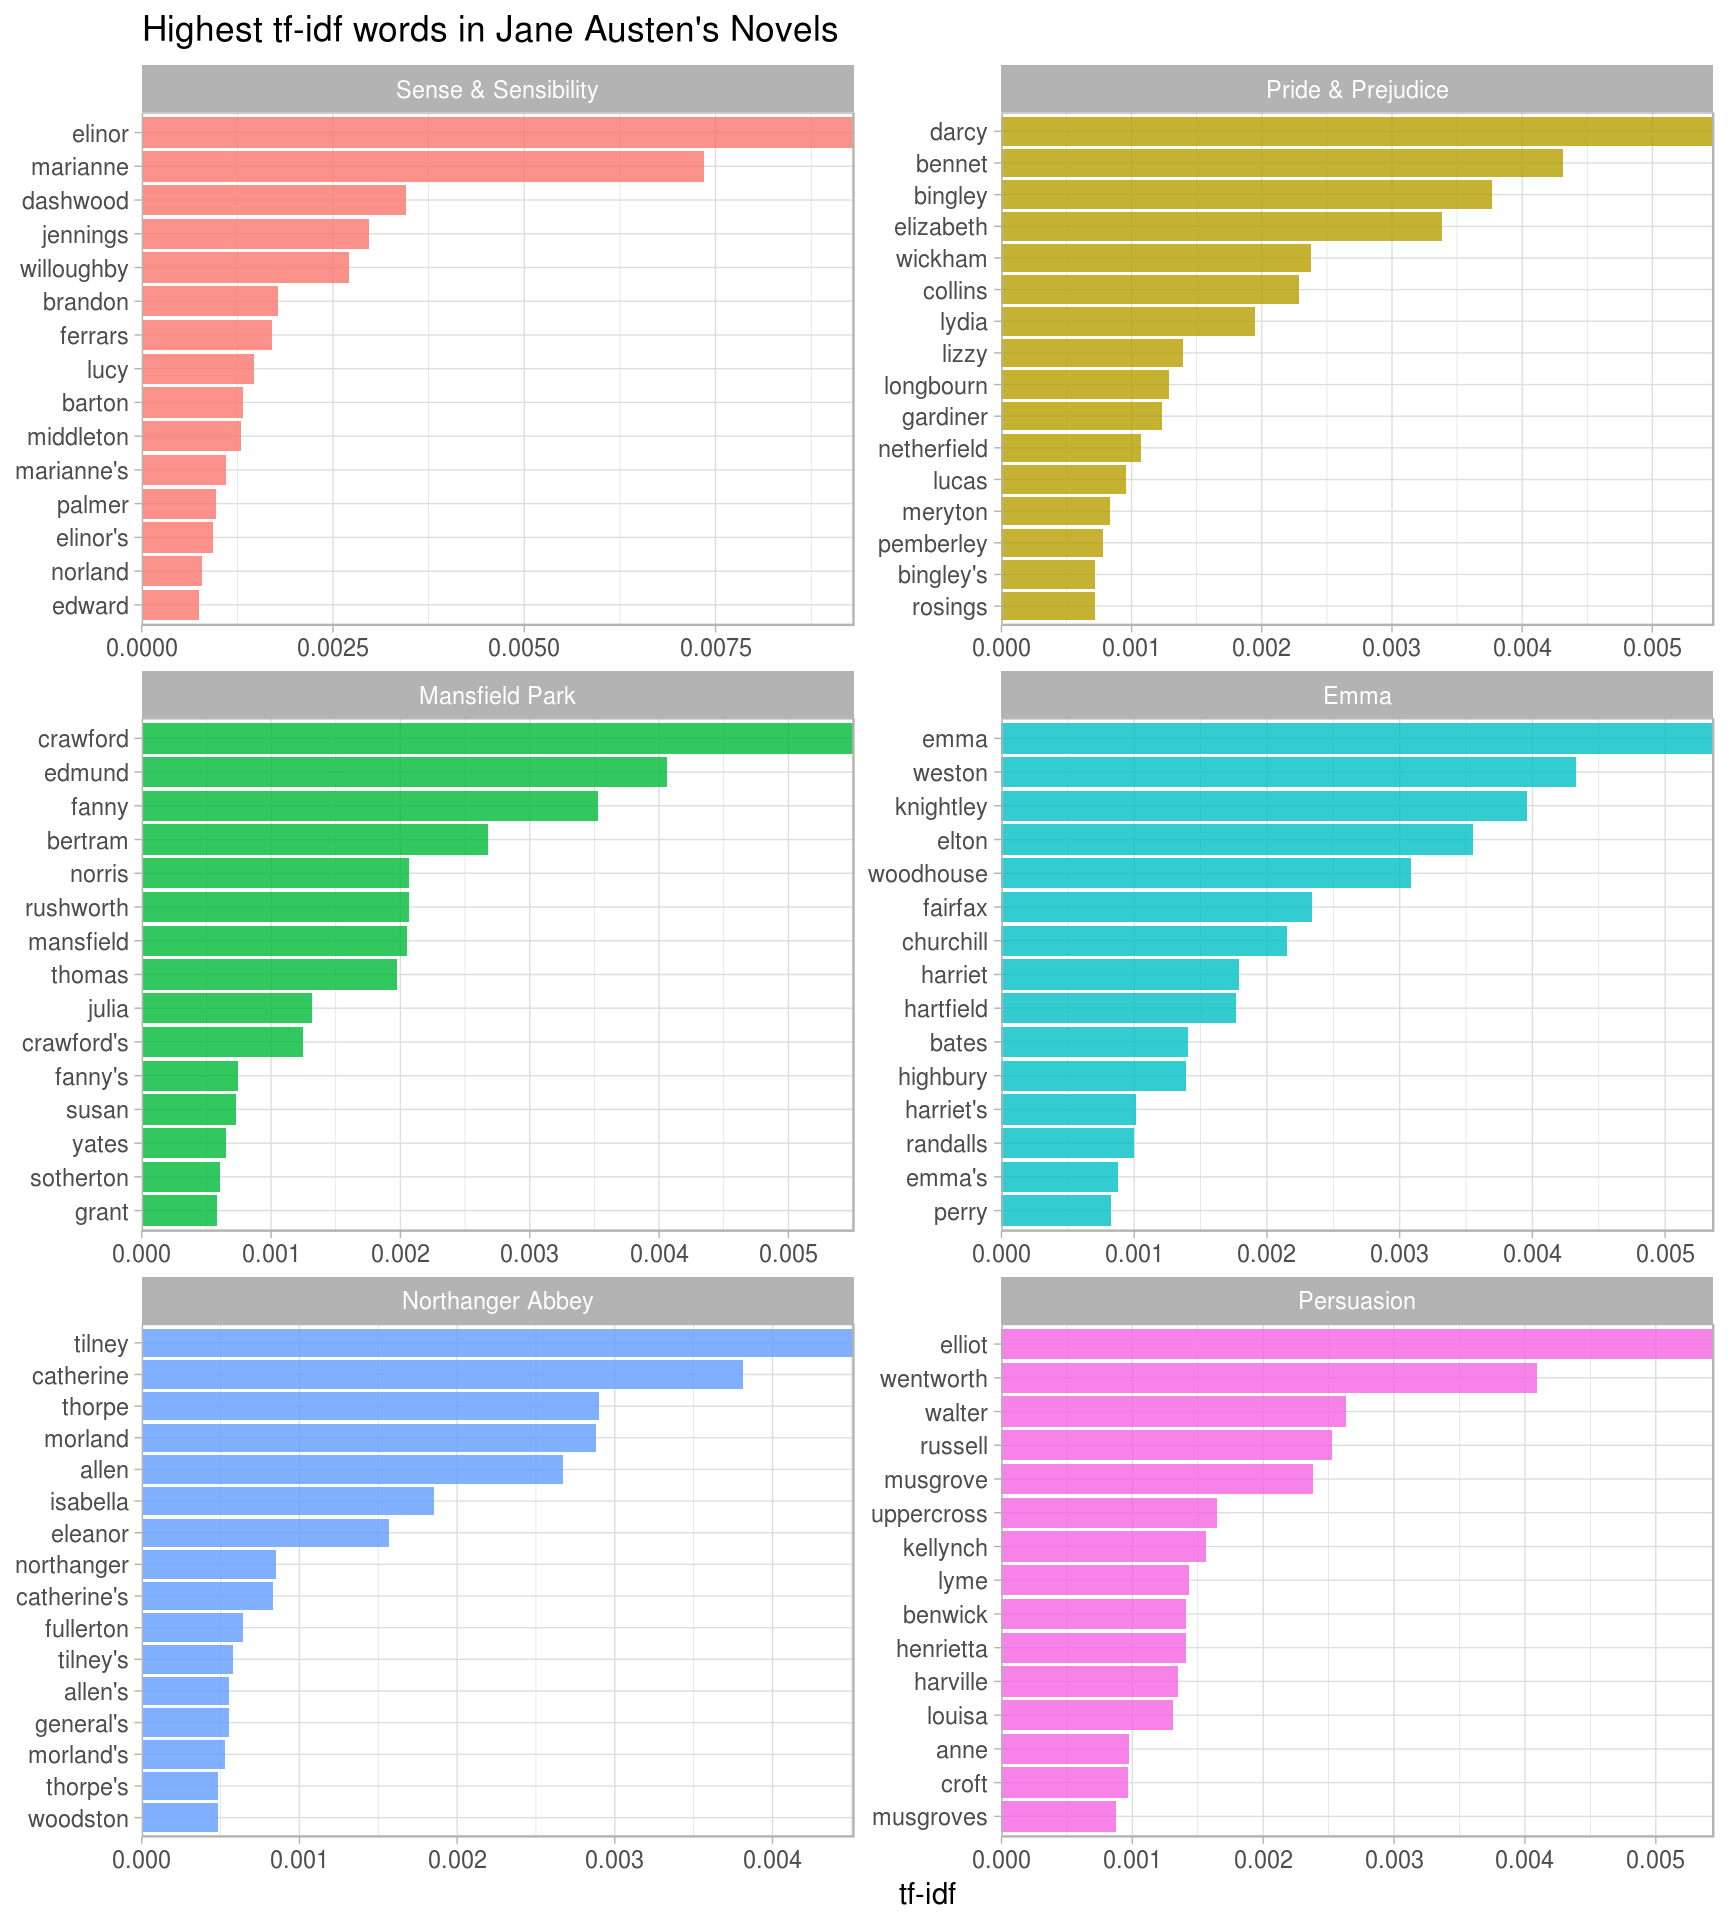 Highest tf-idf words in Jane Austen's Novels
Sense & Sensibility
elinor
marianne
dashwood
jennings
willoughby
brandon
ferrars
lucy
barton
middleton
marianne's
palmer
elinor's
norland
edward
0.0000 0.0025 0.0050 0.0075
Pride & Prejudice
darcy
bennet
bingley
elizabeth
wickham
collins
lydia
lizzy
longbourn
gardiner
netherfield
lucas
meryton
pemberley
bingley's
rosings
0.000 0.001 0.002 0.003 0.004 0.005
Mansfield Park
crawford
edmund
fanny
bertram
norris
rushworth
mansfield
thomas
julia
crawford's
fanny's
susan
yates
sotherton
grant
0.000 0.001 0.002 0.003 0.004 0.005
Emma
emma
weston
knightley
elton
woodhouse
fairfax
churchill
harriet
hartfield
bates
highbury
harriet's
randalls
emma's
perry
0.000 0.001 0.002 0.003 0.004 0.005
Northanger Abbey
tilney
catherine
thorpe
morland
allen
isabella
eleanor
northanger
catherine's
fullerton
tilney's
allen's
general's
morland's
thorpe's
woodston
0.000 0.001 0.002 0.003 0.004
Persuasion
elliot
wentworth
walter
russell
musgrove
uppercross
kellynch
lyme
benwick
henrietta
harville
louisa
anne
croft
musgroves
0.000 0.001 0.002 0.003 0.004 0.005
tf-idf